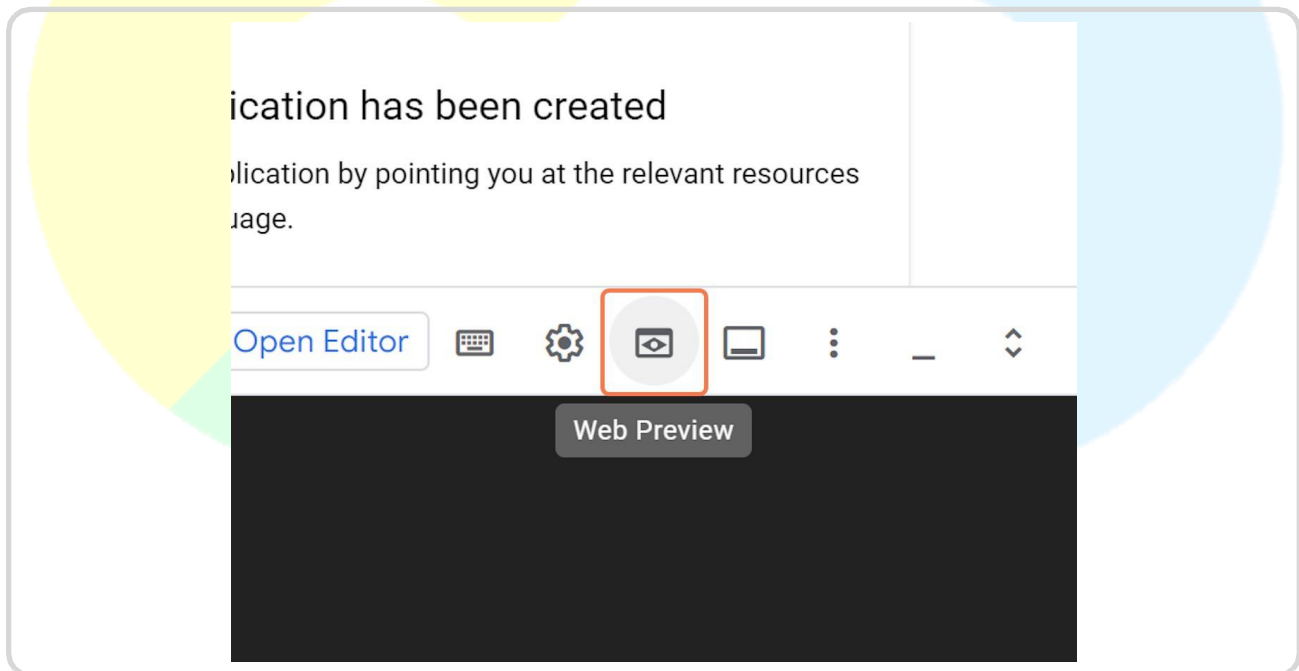 ication has been created
plication by pointing you at the relevant resources
uage.
Open Editor
Web Preview